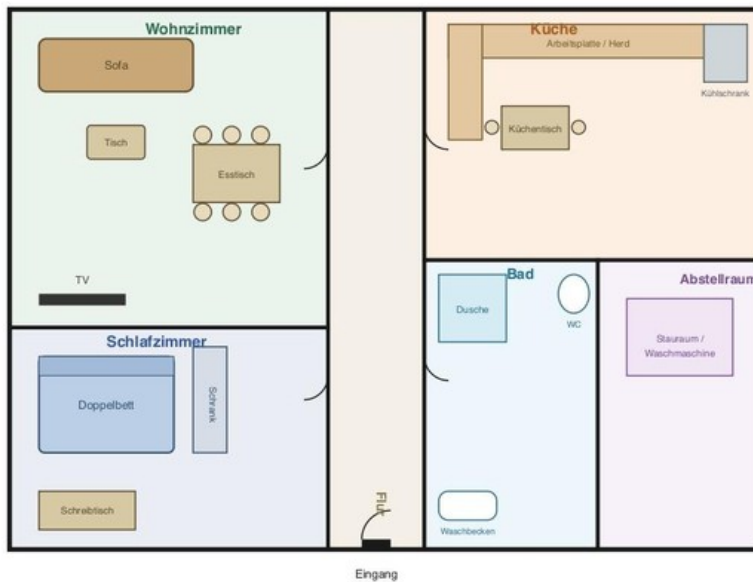 Wohnzimmer
Sofa
Tisch
Esstisch
TV
Küche
Arbeitsplatte / Herd
Kühlschrank
Küchentisch
Schlafzimmer
Doppelbett
Schrank
Schreibtisch
Flur
Bad
Dusche
WC
Waschbecken
Abstellraum
Stauraum /
Waschmaschine
Eingang